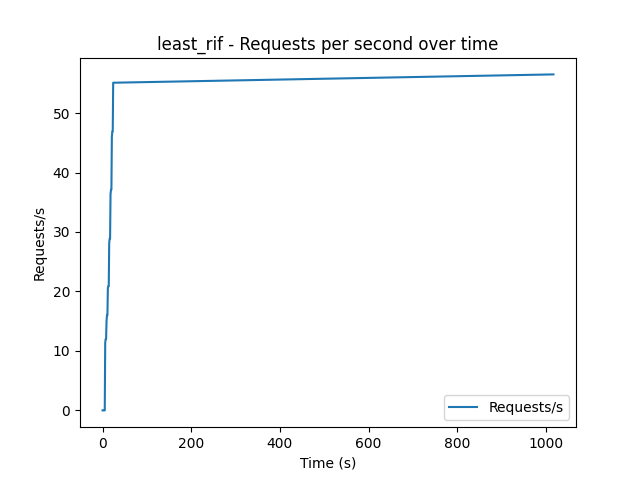 least_rif - Requests per second over time
Requests/s
50
40
30
20
10
0
Requests/s
0 200 400 600 800 1000
Time (s)